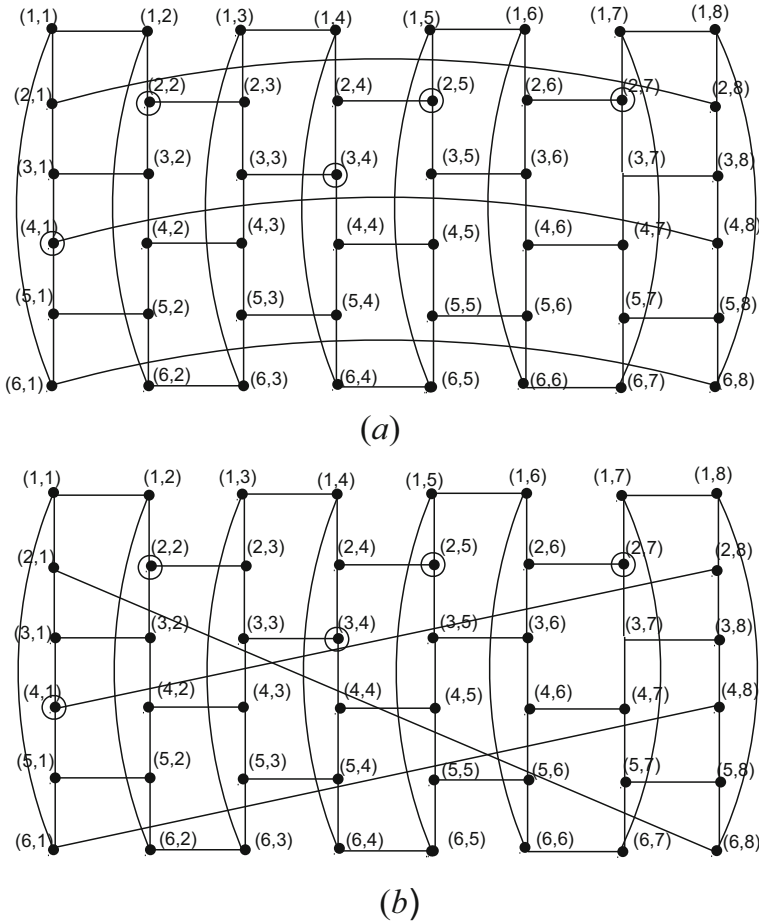 (1,1) (1,2) (1,3) (1,4) (1,5) (1,6) (1,7) (1,8)
(2,1) (2,2) (2,3) (2,4) (2,5) (2,6) (2,7) (2,8)
(3,1) (3,2) (3,3) (3,4) (3,5) (3,6) (3,7) (3,8)
(4,1) (4,2) (4,3) (4,4) (4,5) (4,6) (4,7) (4,8)
(5,1) (5,2) (5,3) (5,4) (5,5) (5,6) (5,7) (5,8)
(6,1) (6,2) (6,3) (6,4) (6,5) (6,6) (6,7) (6,8)
(a)
(1,1) (1,2) (1,3) (1,4) (1,5) (1,6) (1,7) (1,8)
(2,1) (2,2) (2,3) (2,4) (2,5) (2,6) (2,7) (2,8)
(3,1) (3,2) (3,3) (3,4) (3,5) (3,6) (3,7) (3,8)
(4,1) (4,2) (4,3) (4,4) (4,5) (4,6) (4,7) (4,8)
(5,1) (5,2) (5,3) (5,4) (5,5) (5,6) (5,7) (5,8)
(6,1) (6,2) (6,3) (6,4) (6,5) (6,6) (6,7) (6,8)
(b)